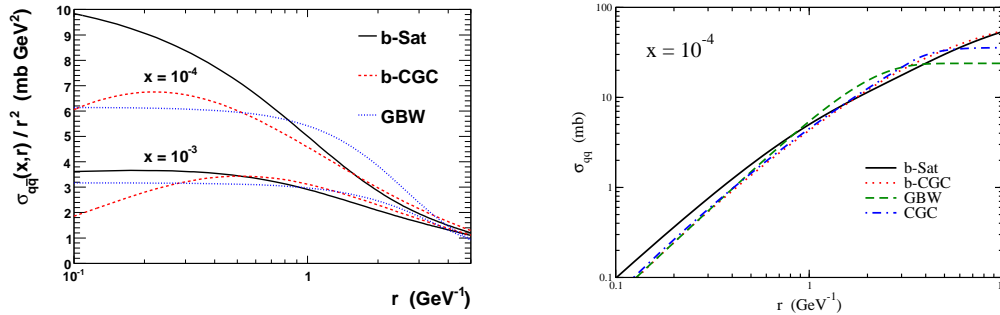 σqq̄(x,r) / r² (mb GeV²)
10
9
8
7
6
5
4
3
2
1
0
10⁻¹
1
r (GeV⁻¹)
x = 10⁻⁴
x = 10⁻³
b-Sat
b-CGC
GBW
σqq (mb)
100
10
1
0.1
0.1
1
1
r (GeV⁻¹)
x = 10⁻⁴
b-Sat
b-CGC
GBW
CGC